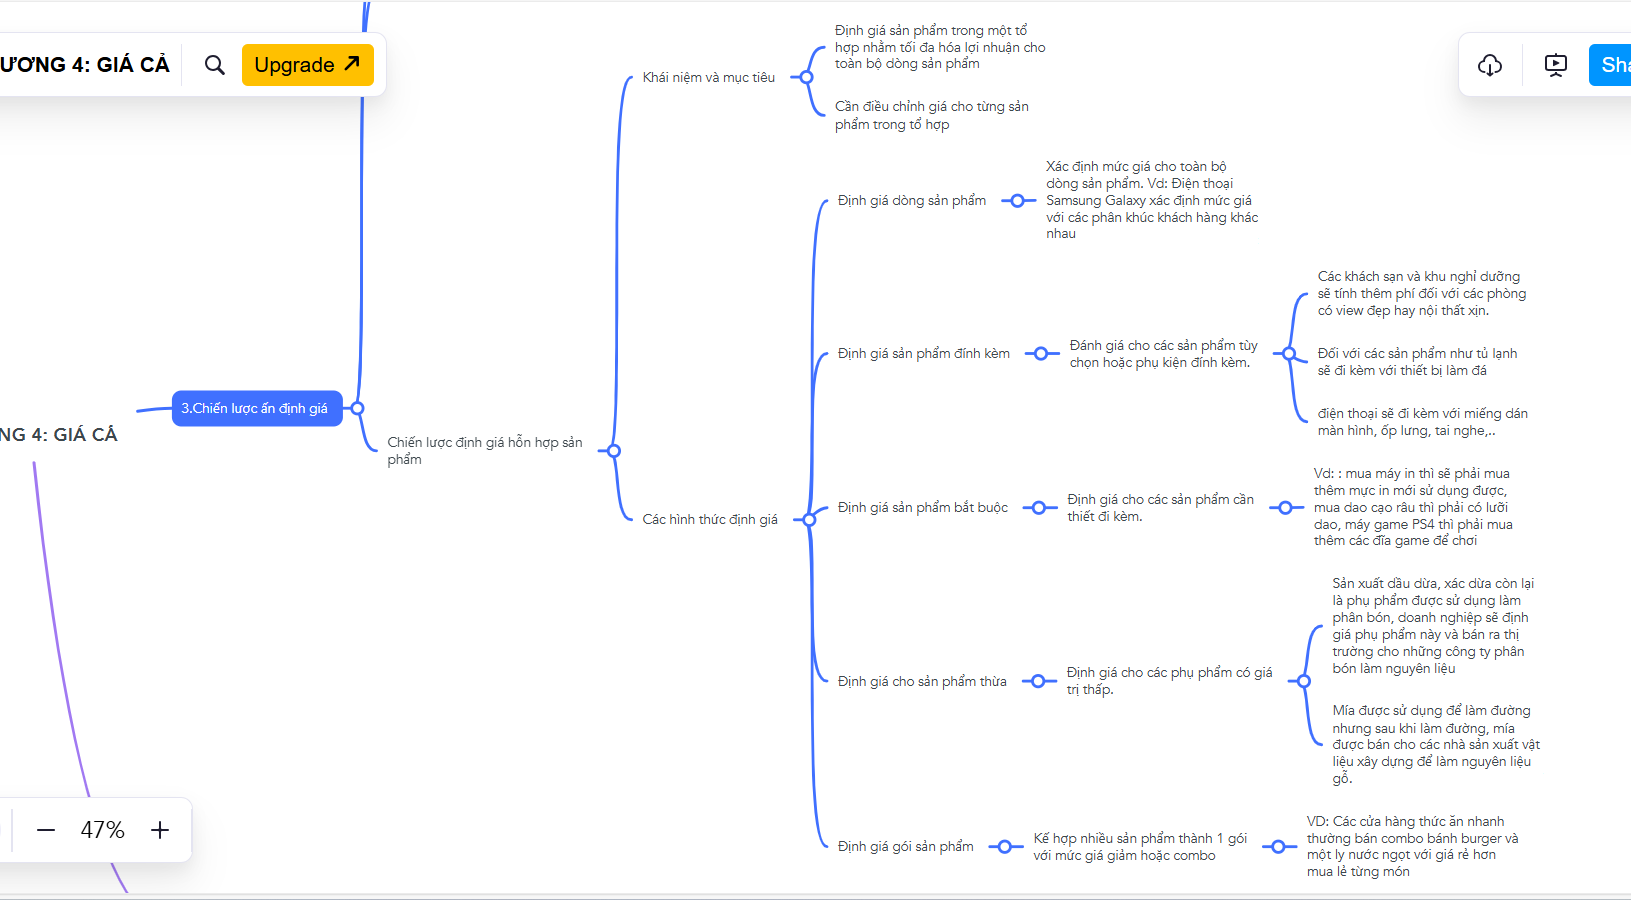 ƯƠNG 4: GIÁ CẢ
Upgrade
Sha
NG 4: GIÁ CẢ
3.Chiến lược ấn định giá
Chiến lược định giá hỗn hợp sản
phẩm
Khái niệm và mục tiêu
Định giá sản phẩm trong một tổ
hợp nhằm tối đa hóa lợi nhuận cho
toàn bộ dòng sản phẩm
Cần điều chỉnh giá cho từng sản
phẩm trong tổ hợp
Các hình thức định giá
Định giá dòng sản phẩm
Xác định mức giá cho toàn bộ
dòng sản phẩm. Vd: Điện thoại
Samsung Galaxy xác định mức giá
với các phân khúc khách hàng khác
nhau
Định giá sản phẩm đính kèm
Đánh giá cho các sản phẩm tùy
chọn hoặc phụ kiện đính kèm.
Các khách sạn và khu nghỉ dưỡng
sẽ tính thêm phí đối với các phòng
có view đẹp hay nội thất xịn.
Đối với các sản phẩm như tủ lạnh
sẽ đi kèm với thiết bị làm đá
điện thoại sẽ đi kèm với miếng dán
màn hình, ốp lưng, tai nghe,..
Định giá sản phẩm bắt buộc
Định giá cho các sản phẩm cần
thiết đi kèm.
Vd: : mua máy in thì sẽ phải mua
thêm mực in mới sử dụng được,
mua dao cạo râu thì phải có lưỡi
dao, máy game PS4 thì phải mua
thêm các đĩa game để chơi
Định giá cho sản phẩm thừa
Định giá cho các phụ phẩm có giá
trị thấp.
Sản xuất dầu dừa, xác dừa còn lại
là phụ phẩm được sử dụng làm
phân bón, doanh nghiệp sẽ định
giá phụ phẩm này và bán ra thị
trường cho những công ty phân
bón làm nguyên liệu
Mía được sử dụng để làm đường
nhưng sau khi làm đường, mía
được bán cho các nhà sản xuất vật
liệu xây dựng để làm nguyên liệu
gỗ.
Định giá gói sản phẩm
Kế hợp nhiều sản phẩm thành 1 gói
với mức giá giảm hoặc combo
VD: Các cửa hàng thức ăn nhanh
thường bán combo bánh burger và
một ly nước ngọt với giá rẻ hơn
mua lẻ từng món
47%